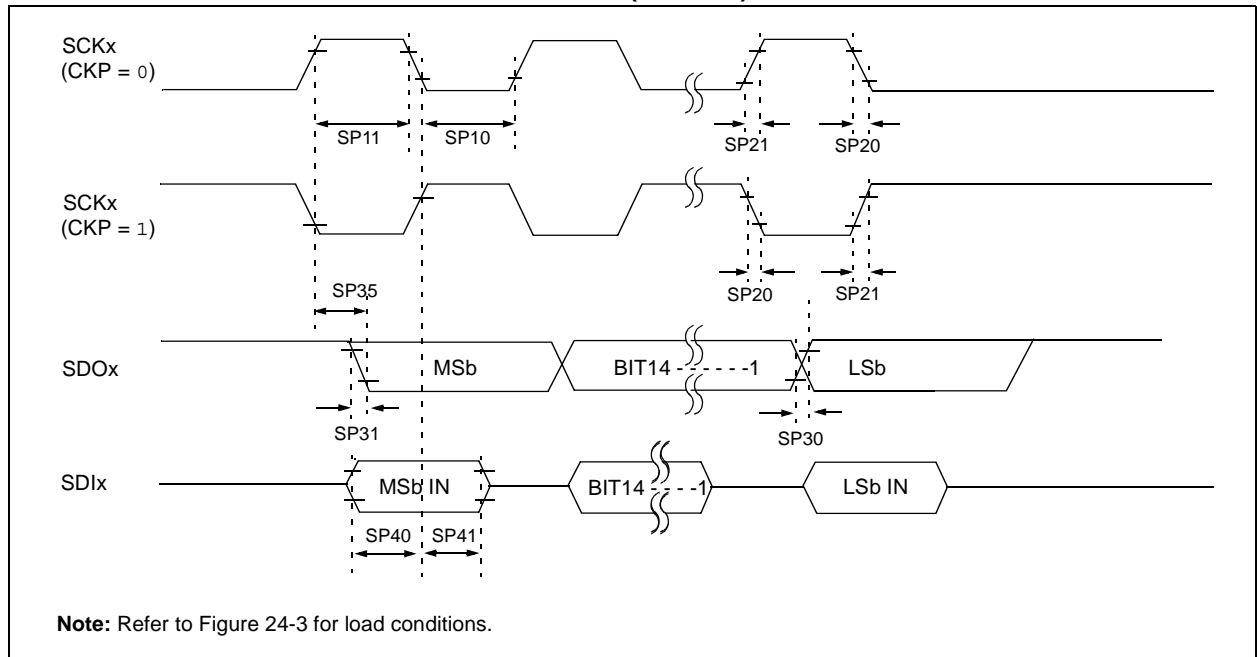 SCKx
(CKP = 0)
SP11
SP10
SP21
SP20
SCKx
(CKP = 1)
SP35
SP20
SP21
SDOx
MSb
BIT14 - - - - - - -1
LSb
SP31
SP30
SDIx
MSb IN
BIT14 - - - - -1
LSb IN
SP40
SP41
Note: Refer to Figure 24-3 for load conditions.